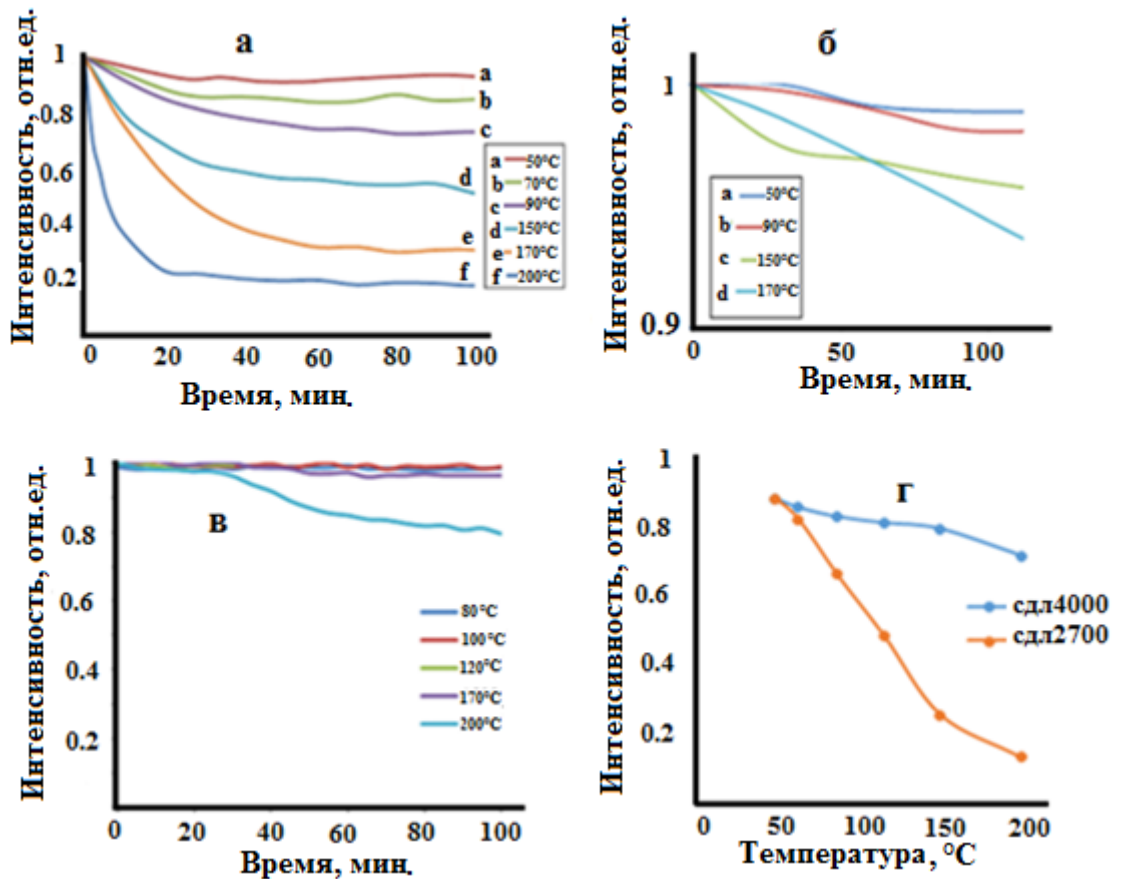 а
Интенсивность, отн.ед.
1
0.8
0.6
0.4
0.2
a
b
c
d
e
f
a 50°C
b 70°C
c 90°C
d 150°C
e 170°C
f 200°C
0 20 40 60 80 100
Время, мин.
б
Интенсивность, отн.ед.
1
0.9
a 50°C
b 90°C
c 150°C
d 170°C
0 50 100
Время, мин.
в
Интенсивность, отн.ед.
1
0.8
0.6
0.4
0.2
80°C
100°C
120°C
170°C
200°C
0 20 40 60 80 100
Время, мин.
г
Интенсивность, отн.ед.
1
0.8
0.6
0.4
0.2
сдл4000
сдл2700
0 50 100 150 200
Температура, °C